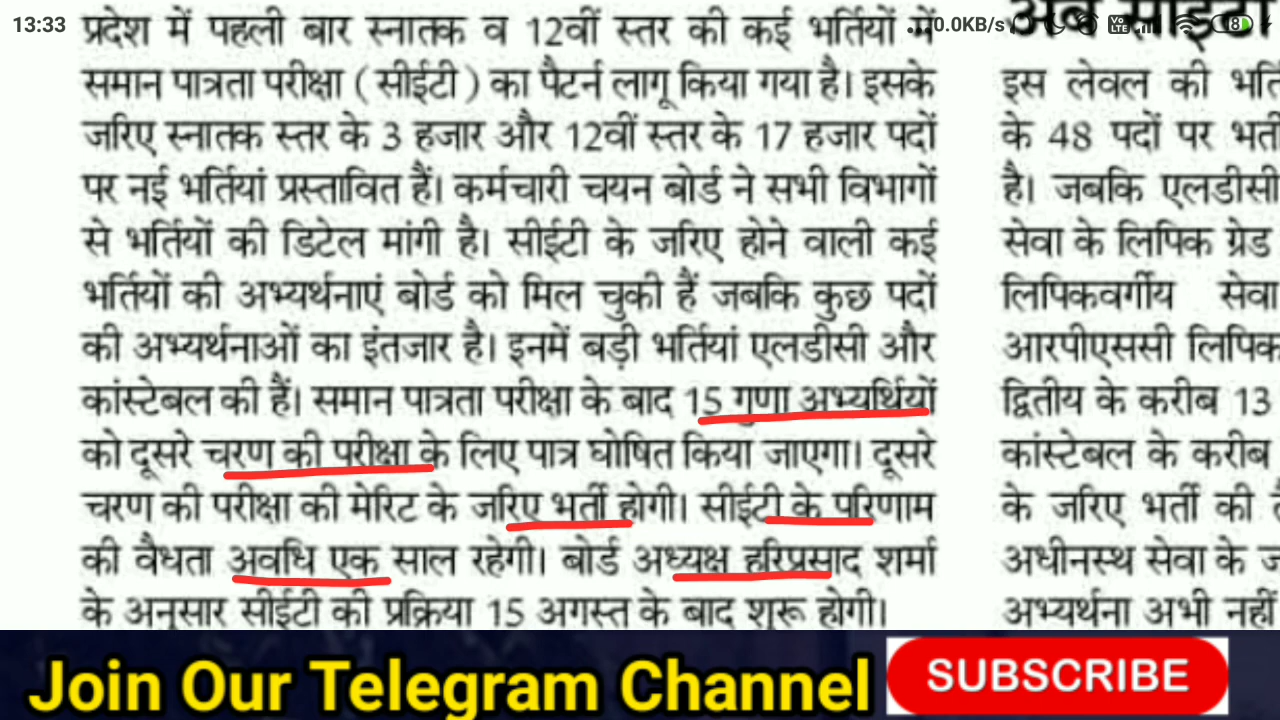 13:33
0.0KB/s
Vo LTE
8
प्रदेश में पहली बार स्नातक व 12वीं स्तर की कई भर्तियों में
समान पात्रता परीक्षा ( सीईटी ) का पैटर्न लागू किया गया है। इसके
जरिए स्नातक स्तर के 3 हजार और 12वीं स्तर के 17 हजार पदों
पर नई भर्तियां प्रस्तावित हैं। कर्मचारी चयन बोर्ड ने सभी विभागों
से भर्तियों की डिटेल मांगी है। सीईटी के जरिए होने वाली कई
भर्तियों की अभ्यर्थनाएं बोर्ड को मिल चुकी हैं जबकि कुछ पदों
की अभ्यर्थनाओं का इंतजार है। इनमें बड़ी भर्तियां एलडीसी और
कांस्टेबल की हैं। समान पात्रता परीक्षा के बाद 15 गुणा अभ्यर्थियों
को दूसरे चरण की परीक्षा के लिए पात्र घोषित किया जाएगा। दूसरे
चरण की परीक्षा की मेरिट के जरिए भर्ती होगी। सीईटी के परिणाम
की वैधता अवधि एक साल रहेगी। बोर्ड अध्यक्ष हरिप्रसाद शर्मा
के अनुसार सीईटी की प्रक्रिया 15 अगस्त के बाद शुरू होगी।
इस लेवल की
के 48 पदों पर
है। जबकि एलडीसी
सेवा के लिपिक ग्रेड
लिपिकवर्गीय सेवा
आरपीएससी लिपिक
द्वितीय के करीब 13
कांस्टेबल के करीब
के जरिए भर्ती की
अधीनस्थ सेवा के
अभ्यर्थना अभी नहीं
Join Our Telegram Channel
SUBSCRIBE